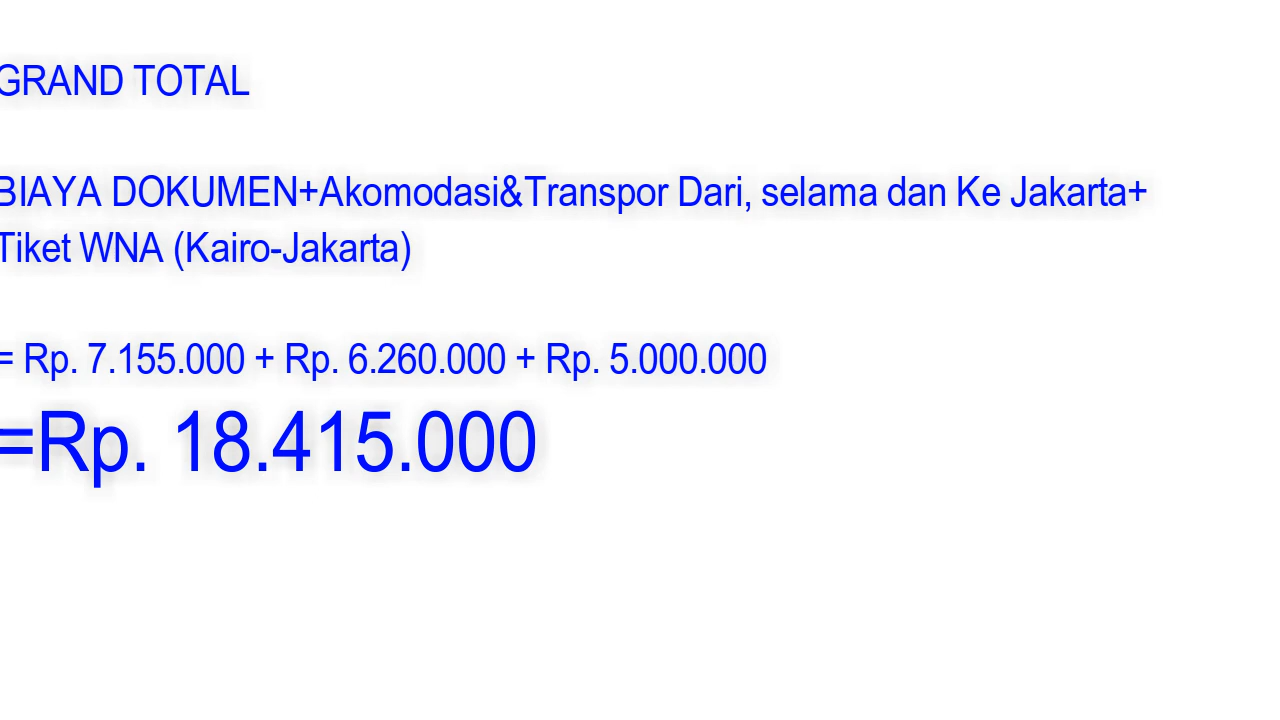 GRAND TOTAL
BIAYA DOKUMEN+Akomodasi&Transpor Dari, selama dan Ke Jakarta+
Tiket WNA (Kairo-Jakarta)
= Rp. 7.155.000 + Rp. 6.260.000 + Rp. 5.000.000
=Rp. 18.415.000